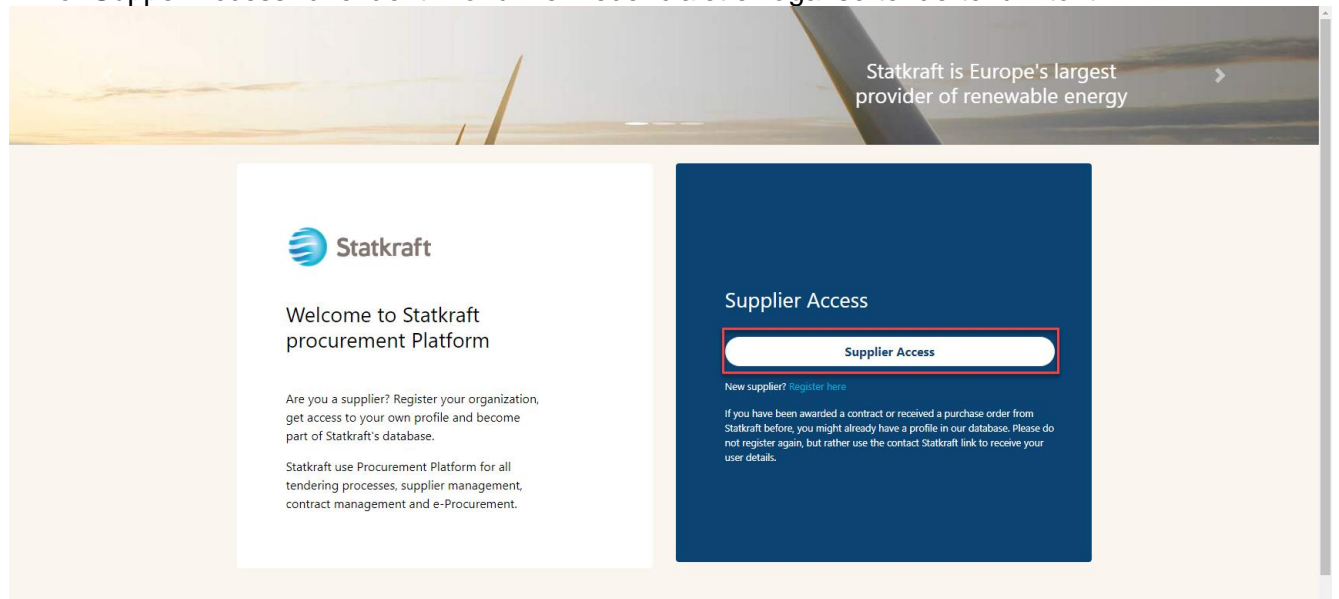 Statkraft is Europe's largest
provider of renewable energy
Statkraft
Welcome to Statkraft
procurement Platform
Are you a supplier? Register your organization,
get access to your own profile and become
part of Statkraft's database.
Statkraft use Procurement Platform for all
tendering processes, supplier management,
contract management and e-Procurement.
Supplier Access
Supplier Access
New supplier? Register here
If you have been awarded a contract or received a purchase order from
Statkraft before, you might already have a profile in our database. Please do
not register again, but rather use the contact Statkraft link to receive your
user details.